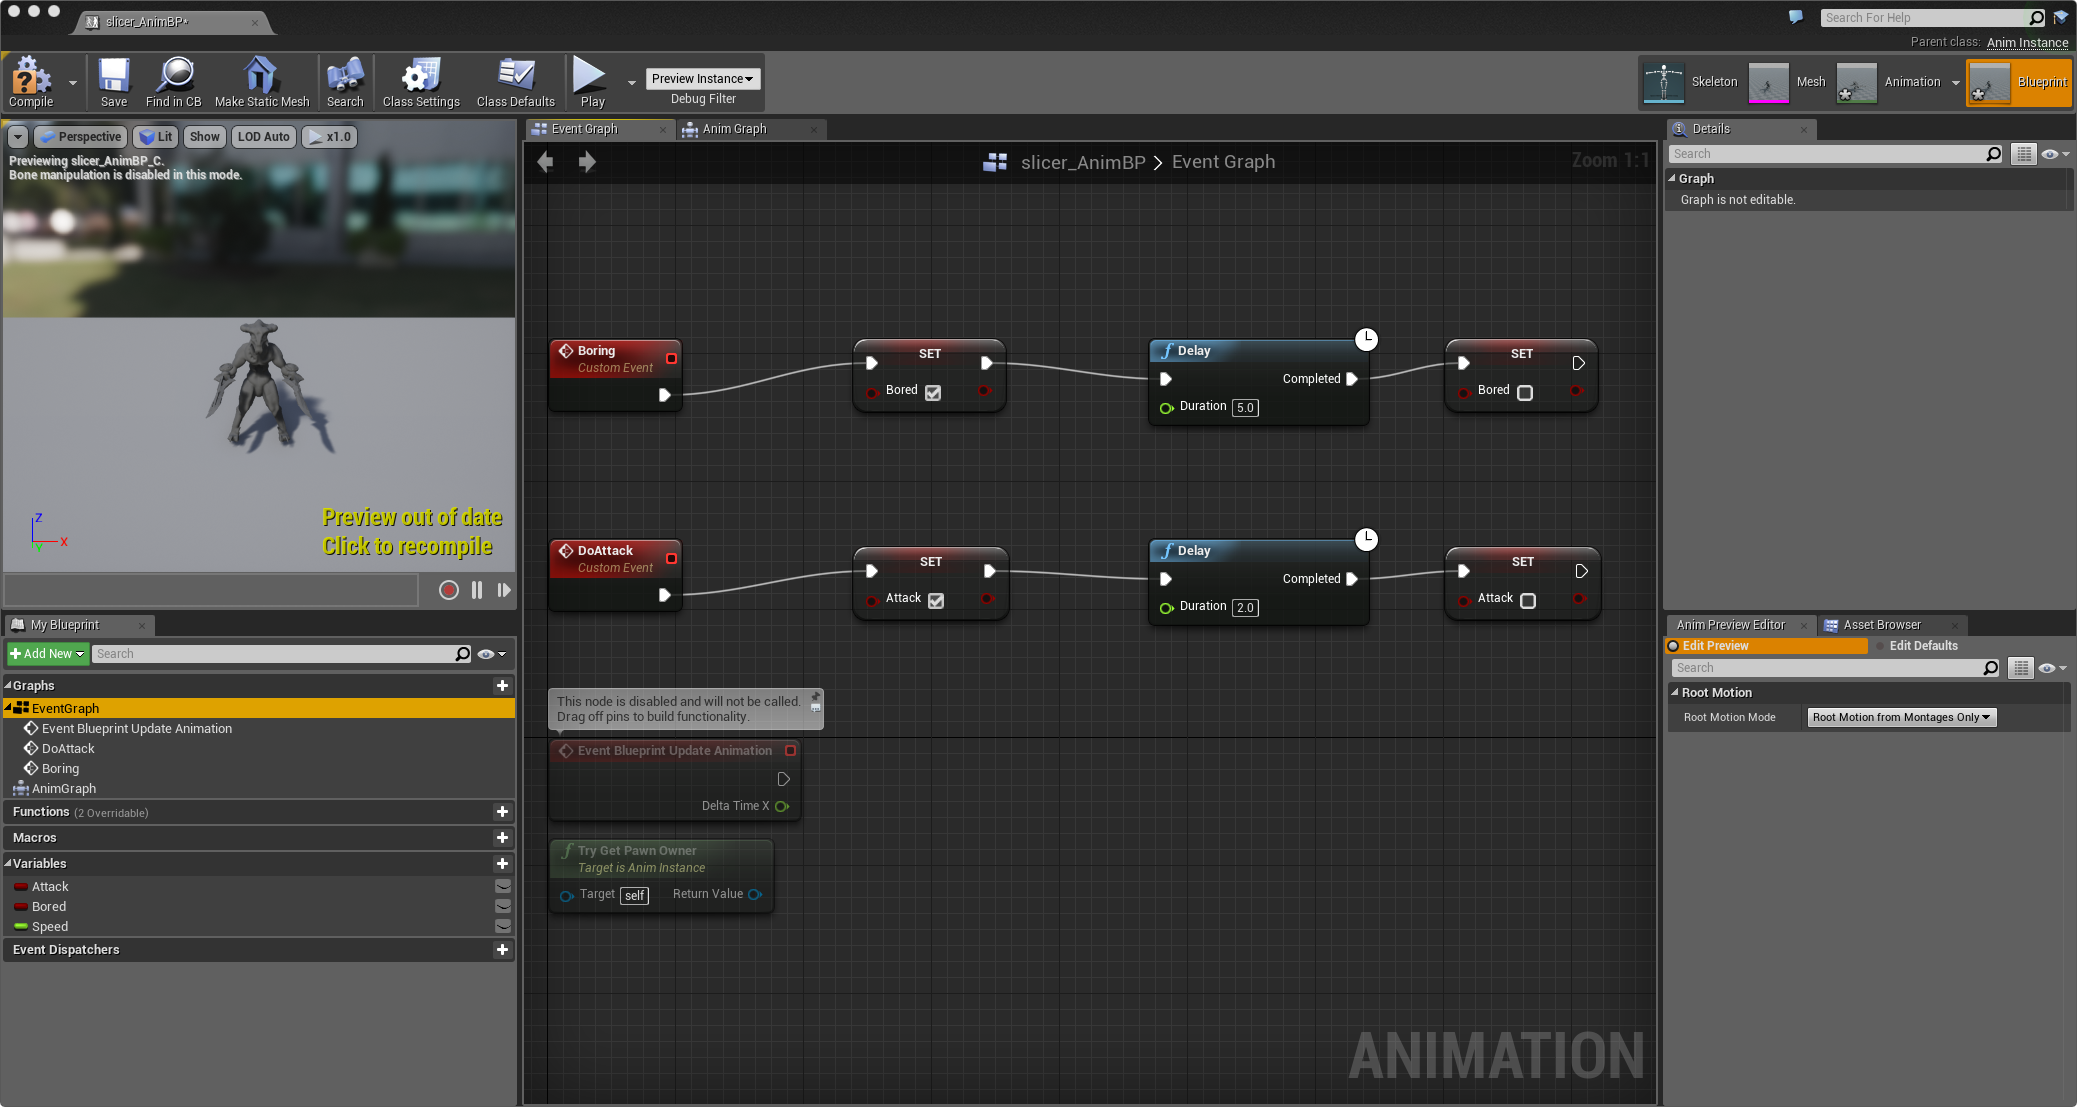 slicer_AnimBP*
Search For Help
Parent class: Anim Instance
Compile
Save
Find in CB
Make Static Mesh
Search
Class Settings
Class Defaults
Play
Preview Instance
Debug Filter
Skeleton
Mesh
Animation
Blueprint
Perspective
Lit
Show
LOD Auto
x1.0
Previewing slicer_AnimBP_C.
Bone manipulation is disabled in this mode.
Z
X
Y
Preview out of date
Click to recompile
My Blueprint
Add New
Search
Graphs
EventGraph
Event Blueprint Update Animation
DoAttack
Boring
AnimGraph
Functions (2 Overridable)
Macros
Variables
Attack
Bored
Speed
Event Dispatchers
Event Graph
Anim Graph
slicer_AnimBP > Event Graph
Zoom 1:1
Boring
Custom Event
SET
Bored
Delay
Completed
Duration 5.0
SET
Bored
DoAttack
Custom Event
SET
Attack
Delay
Completed
Duration 2.0
SET
Attack
This node is disabled and will not be called.
Drag off pins to build functionality.
Event Blueprint Update Animation
Delta Time X
Try Get Pawn Owner
Target is Anim Instance
Target self
Return Value
ANIMATION
Details
Search
Graph
Graph is not editable.
Anim Preview Editor
Asset Browser
Edit Preview
Edit Defaults
Search
Root Motion
Root Motion Mode
Root Motion from Montages Only